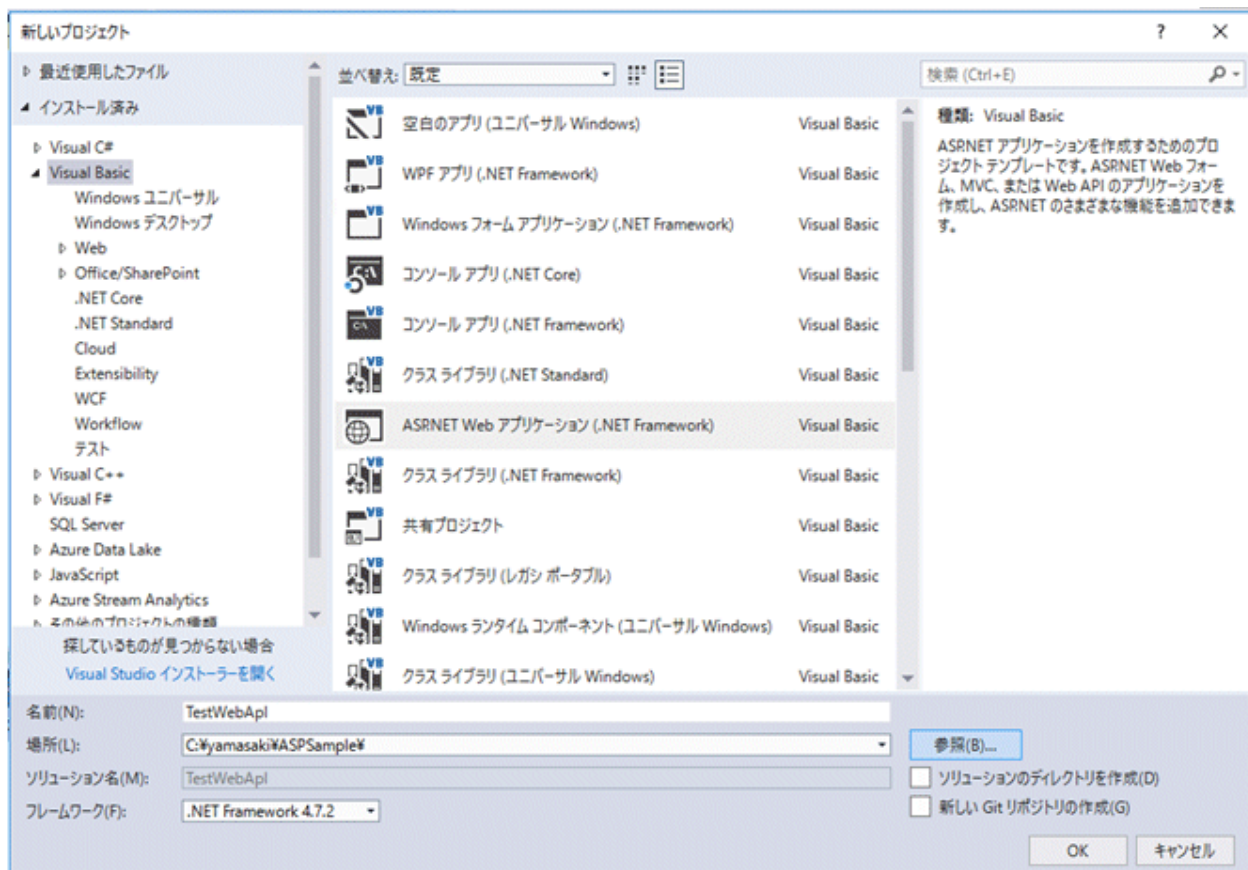 新しいプロジェクト
? ×
最近使用したファイル
インストール済み
Visual C#
Visual Basic
Windows ユニバーサル
Windows デスクトップ
Web
Office/SharePoint
.NET Core
.NET Standard
Cloud
Extensibility
WCF
Workflow
テスト
Visual C++
Visual F#
SQL Server
Azure Data Lake
JavaScript
Azure Stream Analytics
その他のプロジェクトの種類
探しているものが見つからない場合
Visual Studio インストーラーを開く
並べ替え: 既定
空白のアプリ (ユニバーサル Windows) Visual Basic
WPF アプリ (.NET Framework) Visual Basic
Windows フォーム アプリケーション (.NET Framework) Visual Basic
コンソール アプリ (.NET Core) Visual Basic
コンソール アプリ (.NET Framework) Visual Basic
クラス ライブラリ (.NET Standard) Visual Basic
ASRNET Web アプリケーション (.NET Framework) Visual Basic
クラス ライブラリ (.NET Framework) Visual Basic
共有プロジェクト Visual Basic
クラス ライブラリ (レガシ ポータブル) Visual Basic
Windows ランタイム コンポーネント (ユニバーサル Windows) Visual Basic
クラス ライブラリ (ユニバーサル Windows) Visual Basic
検索 (Ctrl+E)
種類: Visual Basic
ASRNET アプリケーションを作成するためのプロ
ジェクト テンプレートです。ASRNET Web フォー
ム、MVC、または Web API のアプリケーションを
作成し、ASRNET のさまざまな機能を追加できま
す。
名前(N): TestWebApl
場所(L): C:¥yamasaki¥ASPSample¥ 参照(B)...
ソリューション名(M): TestWebApl
ソリューションのディレクトリを作成(D)
フレームワーク(F): .NET Framework 4.7.2
新しい Git リポジトリの作成(G)
OK キャンセル